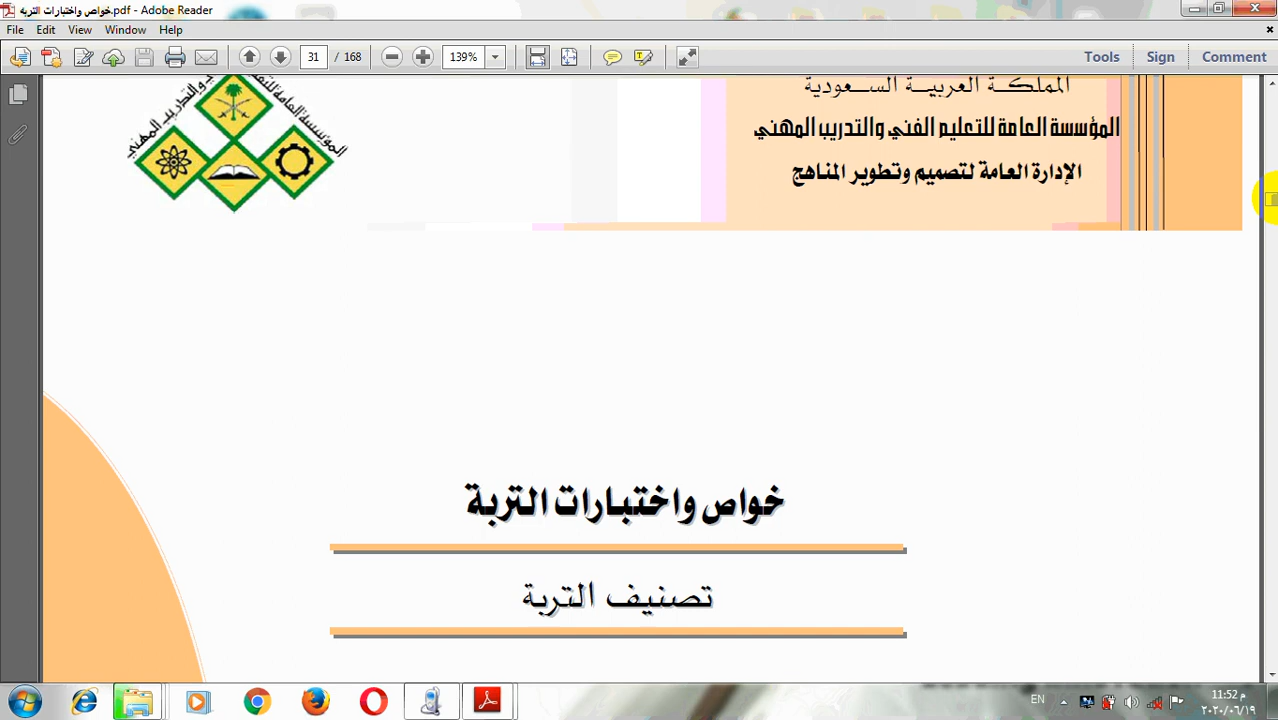 خواص واختبارات التربة.pdf - Adobe Reader
File Edit View Window Help
31 / 168 139% Tools Sign Comment
المملكة العربية السعودية
المؤسسة العامة للتعليم الفني والتدريب المهني
الإدارة العامة لتصميم وتطوير المناهج
خواص واختبارات التربة
تصنيف التربة
EN
11:52 م
٢٠٢٠/٠٦/١٩